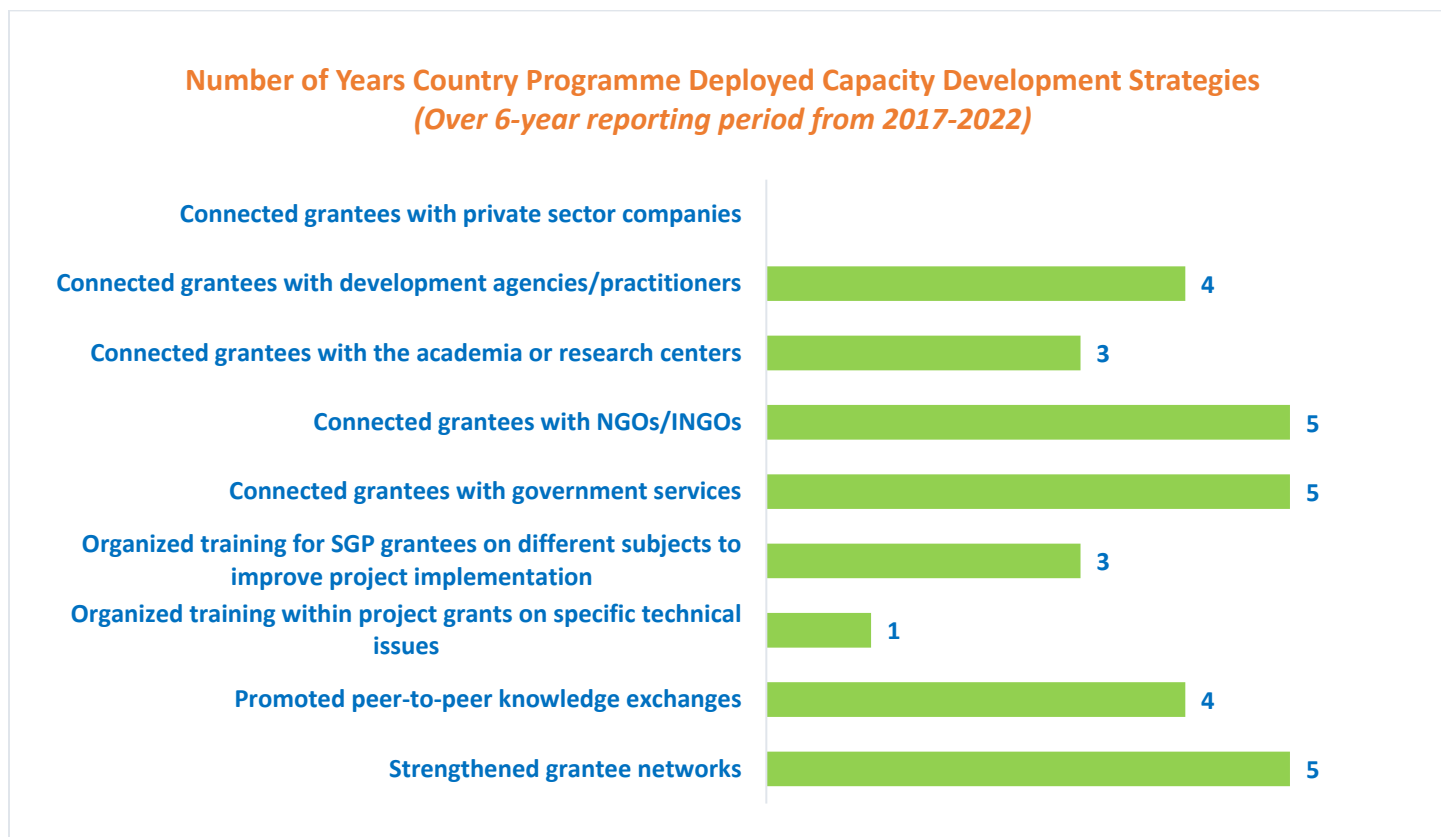 Number of Years Country Programme Deployed Capacity Development Strategies
(Over 6-year reporting period from 2017-2022)
Connected grantees with private sector companies
Connected grantees with development agencies/practitioners
4
Connected grantees with the academia or research centers
3
Connected grantees with NGOs/INGOs
5
Connected grantees with government services
5
Organized training for SGP grantees on different subjects to
improve project implementation
3
Organized training within project grants on specific technical
issues
1
Promoted peer-to-peer knowledge exchanges
4
Strengthened grantee networks
5